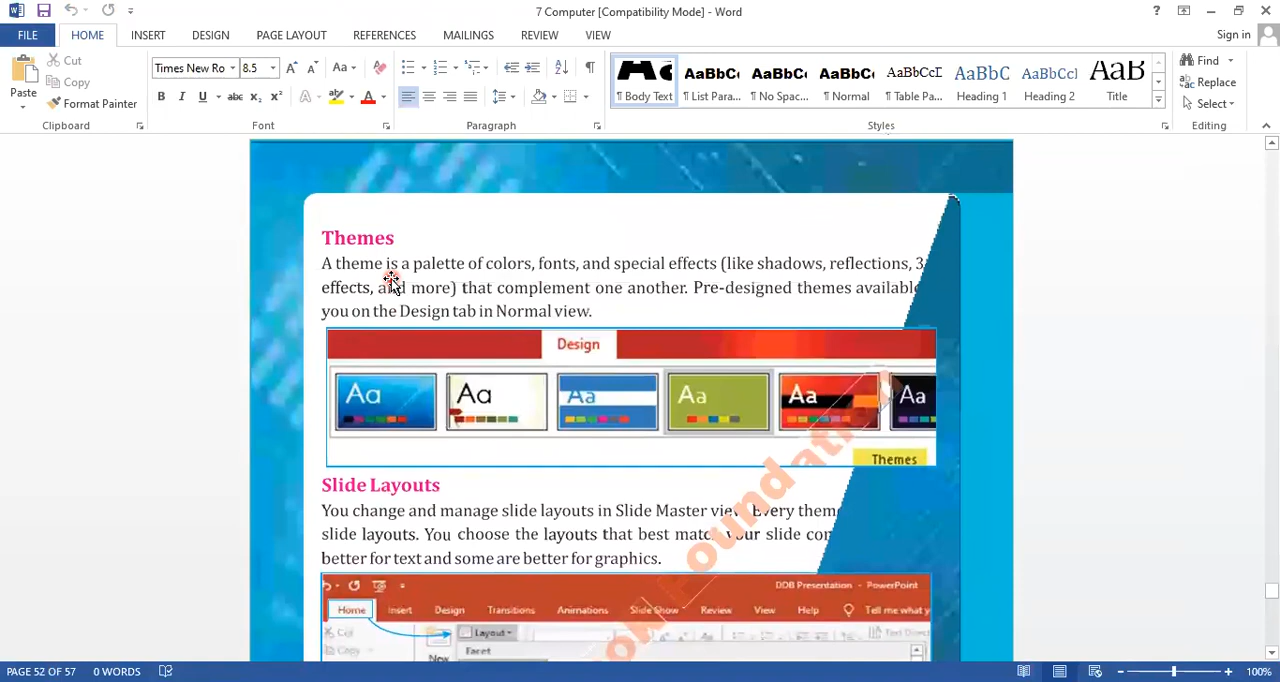 7 Computer [Compatibility Mode] - Word
Sign in
FILE HOME INSERT DESIGN PAGE LAYOUT REFERENCES MAILINGS REVIEW VIEW
Paste
Cut
Copy
Format Painter
Clipboard
Times New Ro 8.5
Font
Paragraph
¶ Body Text ¶ List Para... ¶ No Spac... ¶ Normal ¶ Table Pa... Heading 1 Heading 2 Title
Styles
Find
Replace
Select
Editing
Themes
A theme is a palette of colors, fonts, and special effects (like shadows, reflections, 3
effects, and more) that complement one another. Pre-designed themes available
you on the Design tab in Normal view.
Design
Aa Aa Aa Aa Aa Aa
Themes
Slide Layouts
You change and manage slide layouts in Slide Master view. Every theme
slide layouts. You choose the layouts that best match your slide con
better for text and some are better for graphics.
DDB Presentation - PowerPoint
Home Insert Design Transitions Animations Slide Show Review View Help Tell me what y
Cut
Copy
New
Layout
Facet
Text Direct
Foundation
PAGE 52 OF 57 0 WORDS
100%